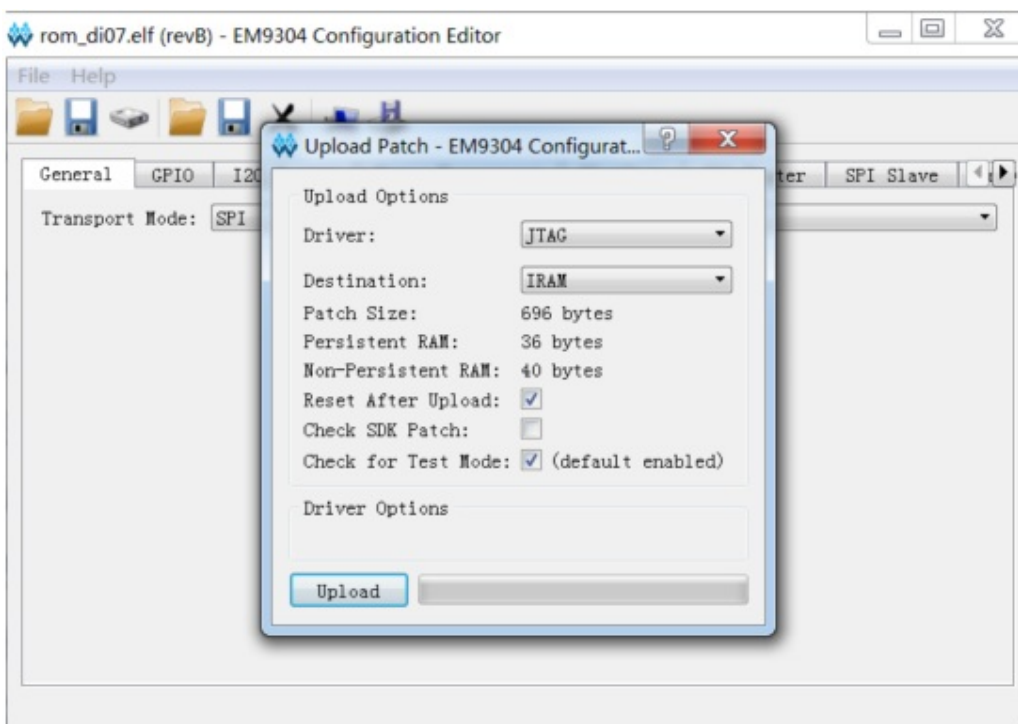 rom_di07.elf (revB) - EM9304 Configuration Editor
File Help
Upload Patch - EM9304 Configurat...
General GPIO SPI Slave
Transport Mode: SPI
Upload Options
Driver: JTAG
Destination: IRAM
Patch Size: 696 bytes
Persistent RAM: 36 bytes
Non-Persistent RAM: 40 bytes
Reset After Upload:
Check SDK Patch:
Check for Test Mode: (default enabled)
Driver Options
Upload